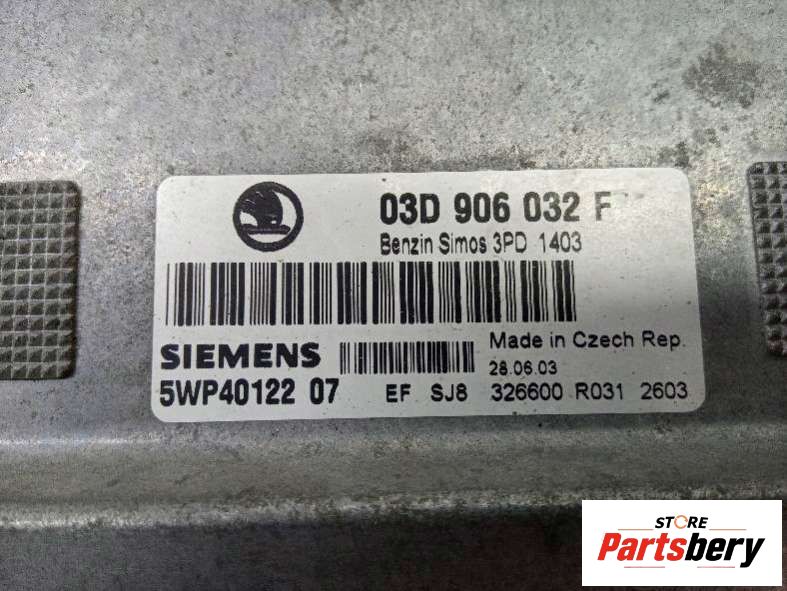 03D 906 032 F
Benzin Simos 3PD 1403
SIEMENS
Made in Czech Rep.
28.06.03
5WP40122 07 EF SJ8 326600 R031 2603
STORE
Partsbery